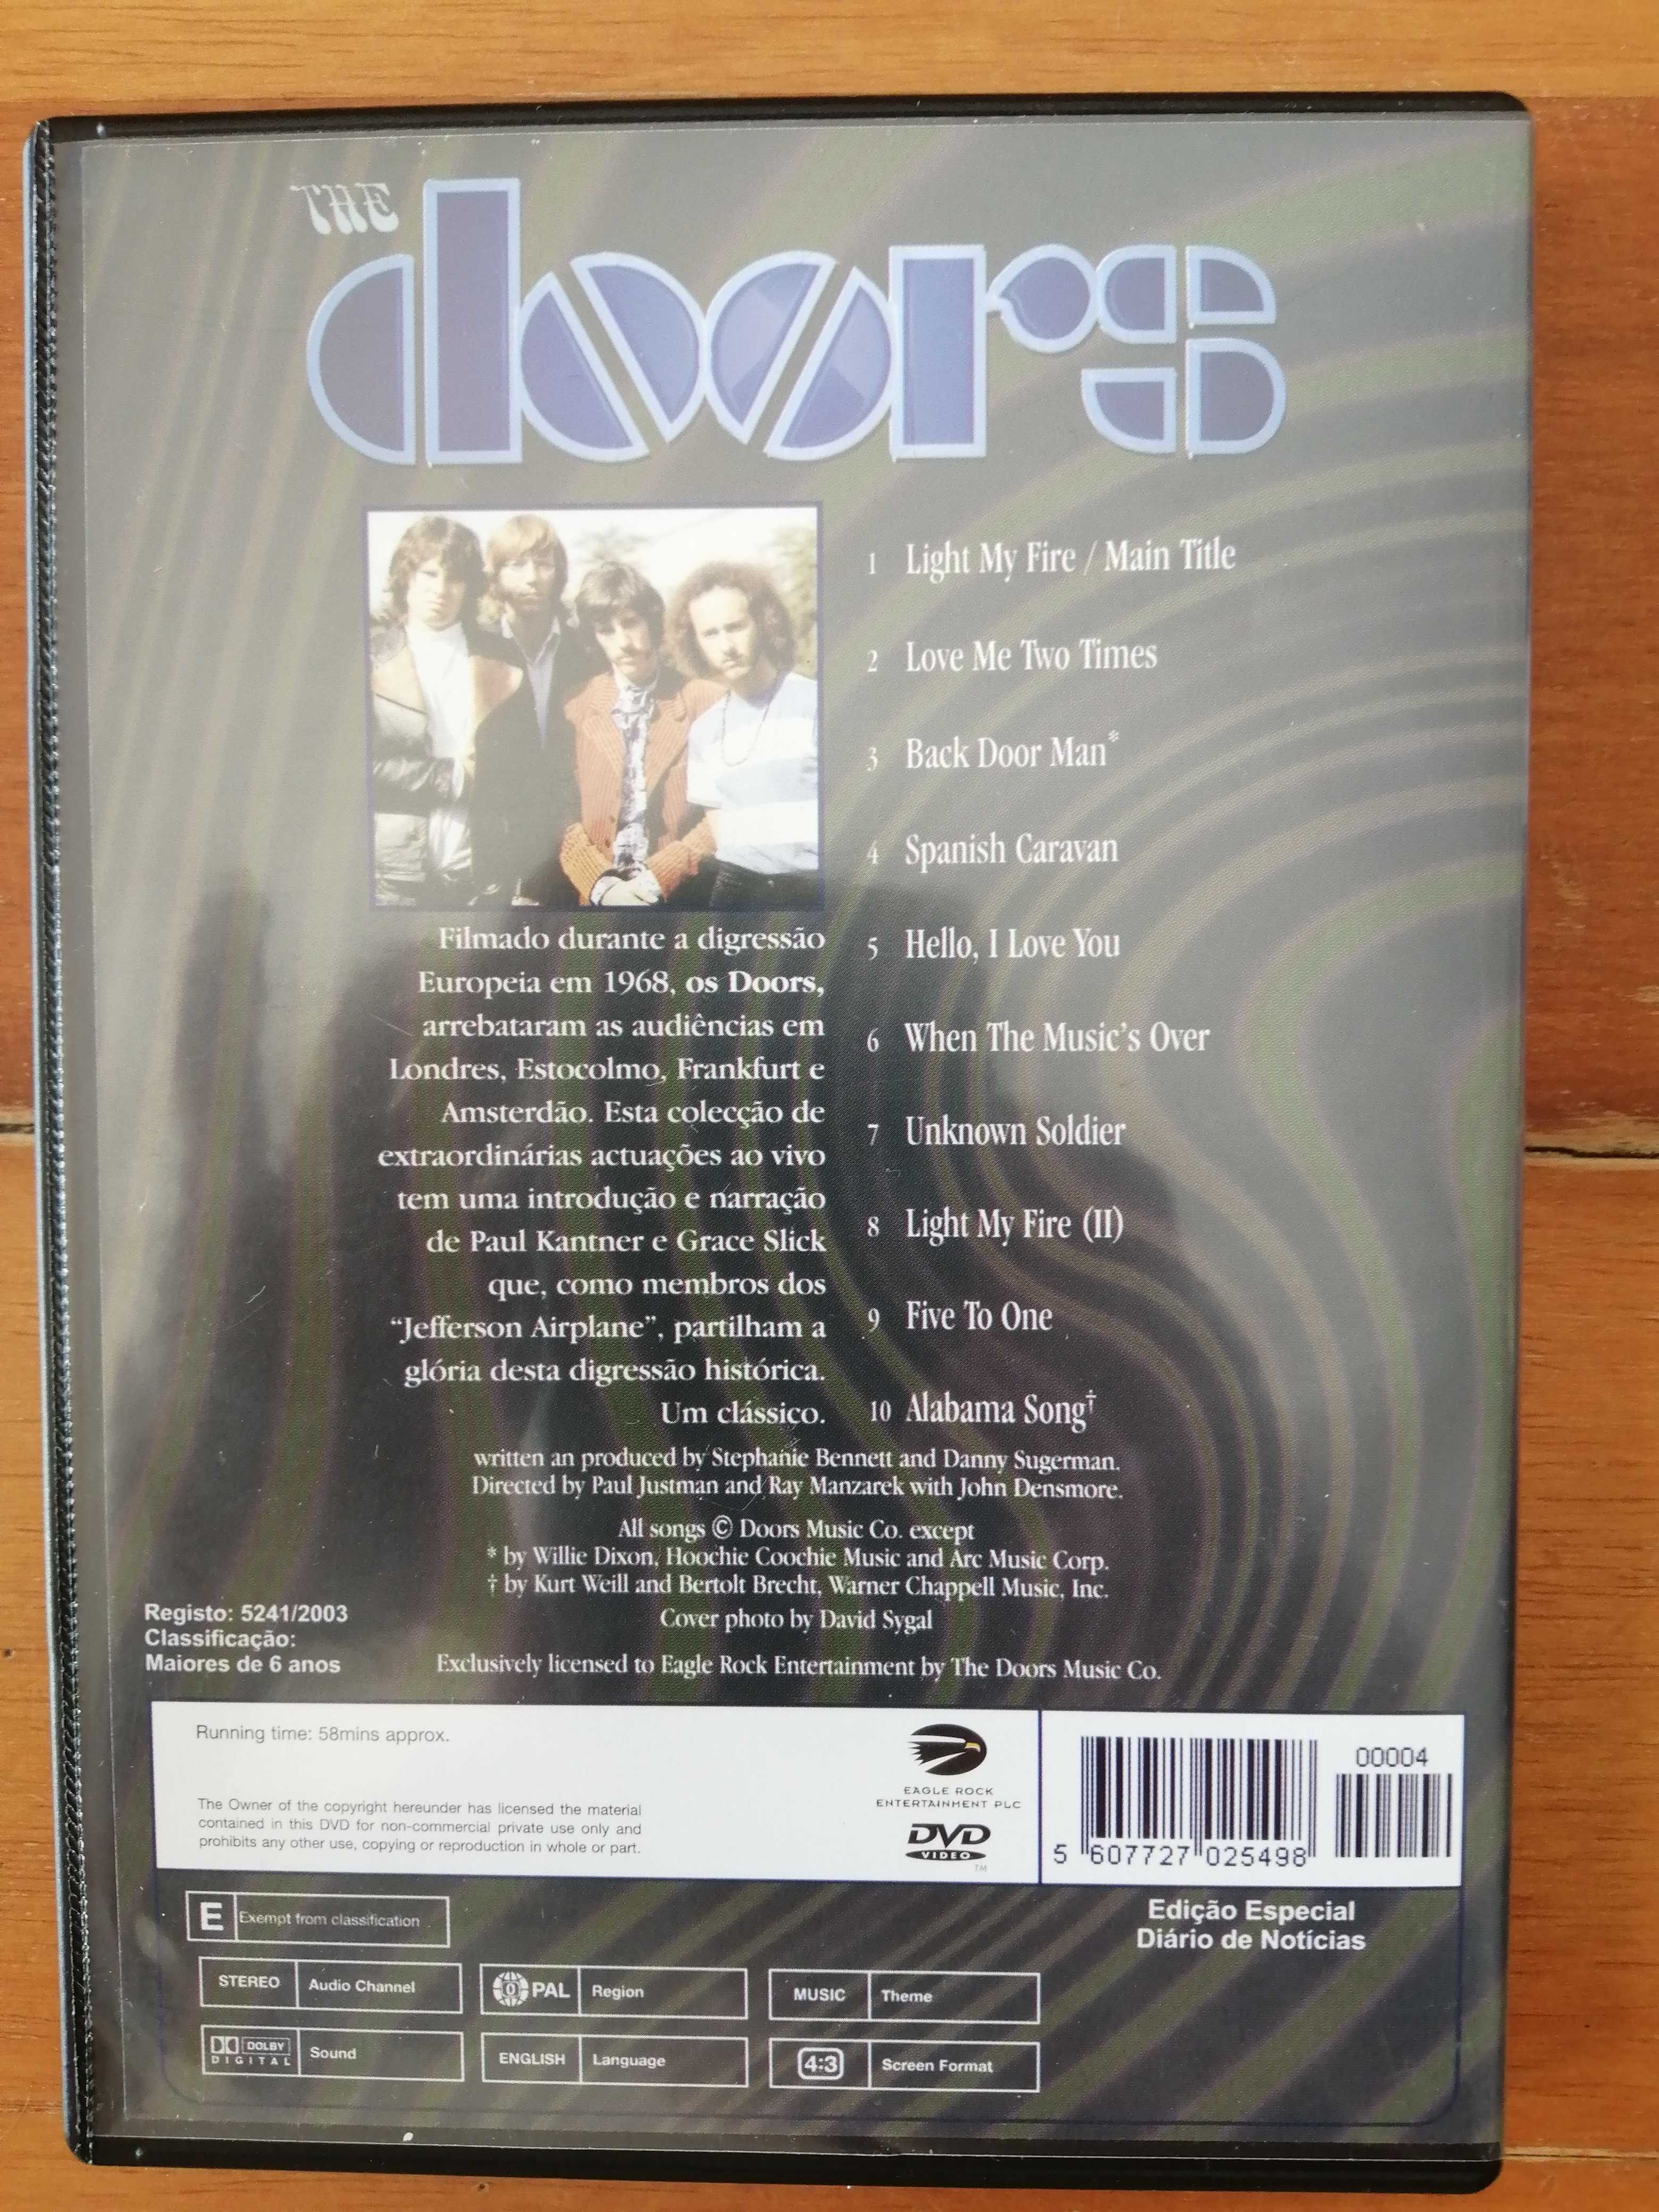 THE
doors
1 Light My Fire / Main Title
2 Love Me Two Times
3 Back Door Man*
4 Spanish Caravan
5 Hello, I Love You
6 When The Music's Over
7 Unknown Soldier
8 Light My Fire (II)
9 Five To One
10 Alabama Song†
Filmado durante a digressão
Europeia em 1968, os Doors,
arrebataram as audiências em
Londres, Estocolmo, Frankfurt e
Amsterdão. Esta colecção de
extraordinárias actuações ao vivo
tem uma introdução e narração
de Paul Kantner e Grace Slick
que, como membros dos
“Jefferson Airplane”, partilham a
glória desta digressão histórica.
Um clássico.
written an produced by Stephanie Bennett and Danny Sugerman.
Directed by Paul Justman and Ray Manzarek with John Densmore.
All songs © Doors Music Co. except
* by Willie Dixon, Hoochie Coochie Music and Arc Music Corp.
† by Kurt Weill and Bertolt Brecht, Warner Chappell Music, Inc.
Cover photo by David Sygal
Exclusively licensed to Eagle Rock Entertainment by The Doors Music Co.
Registo: 5241/2003
Classificação:
Maiores de 6 anos
Running time: 58mins approx.
The Owner of the copyright hereunder has licensed the material
contained in this DVD for non-commercial private use only and
prohibits any other use, copying or reproduction in whole or part.
EAGLE ROCK
ENTERTAINMENT PLC
DVD
VIDEO
TM
00004
5 607727 025498
Edição Especial
Diário de Notícias
E Exempt from classification
STEREO Audio Channel
0 PAL Region
MUSIC Theme
DOLBY
DIGITAL
Sound
ENGLISH Language
4:3 Screen Format